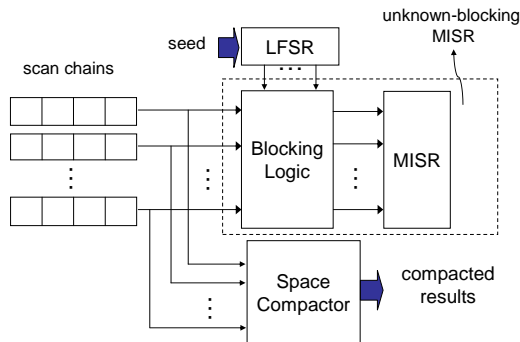 unknown-blocking
MISR
seed
LFSR
scan chains
Blocking
Logic
MISR
Space
Compactor
compacted
results